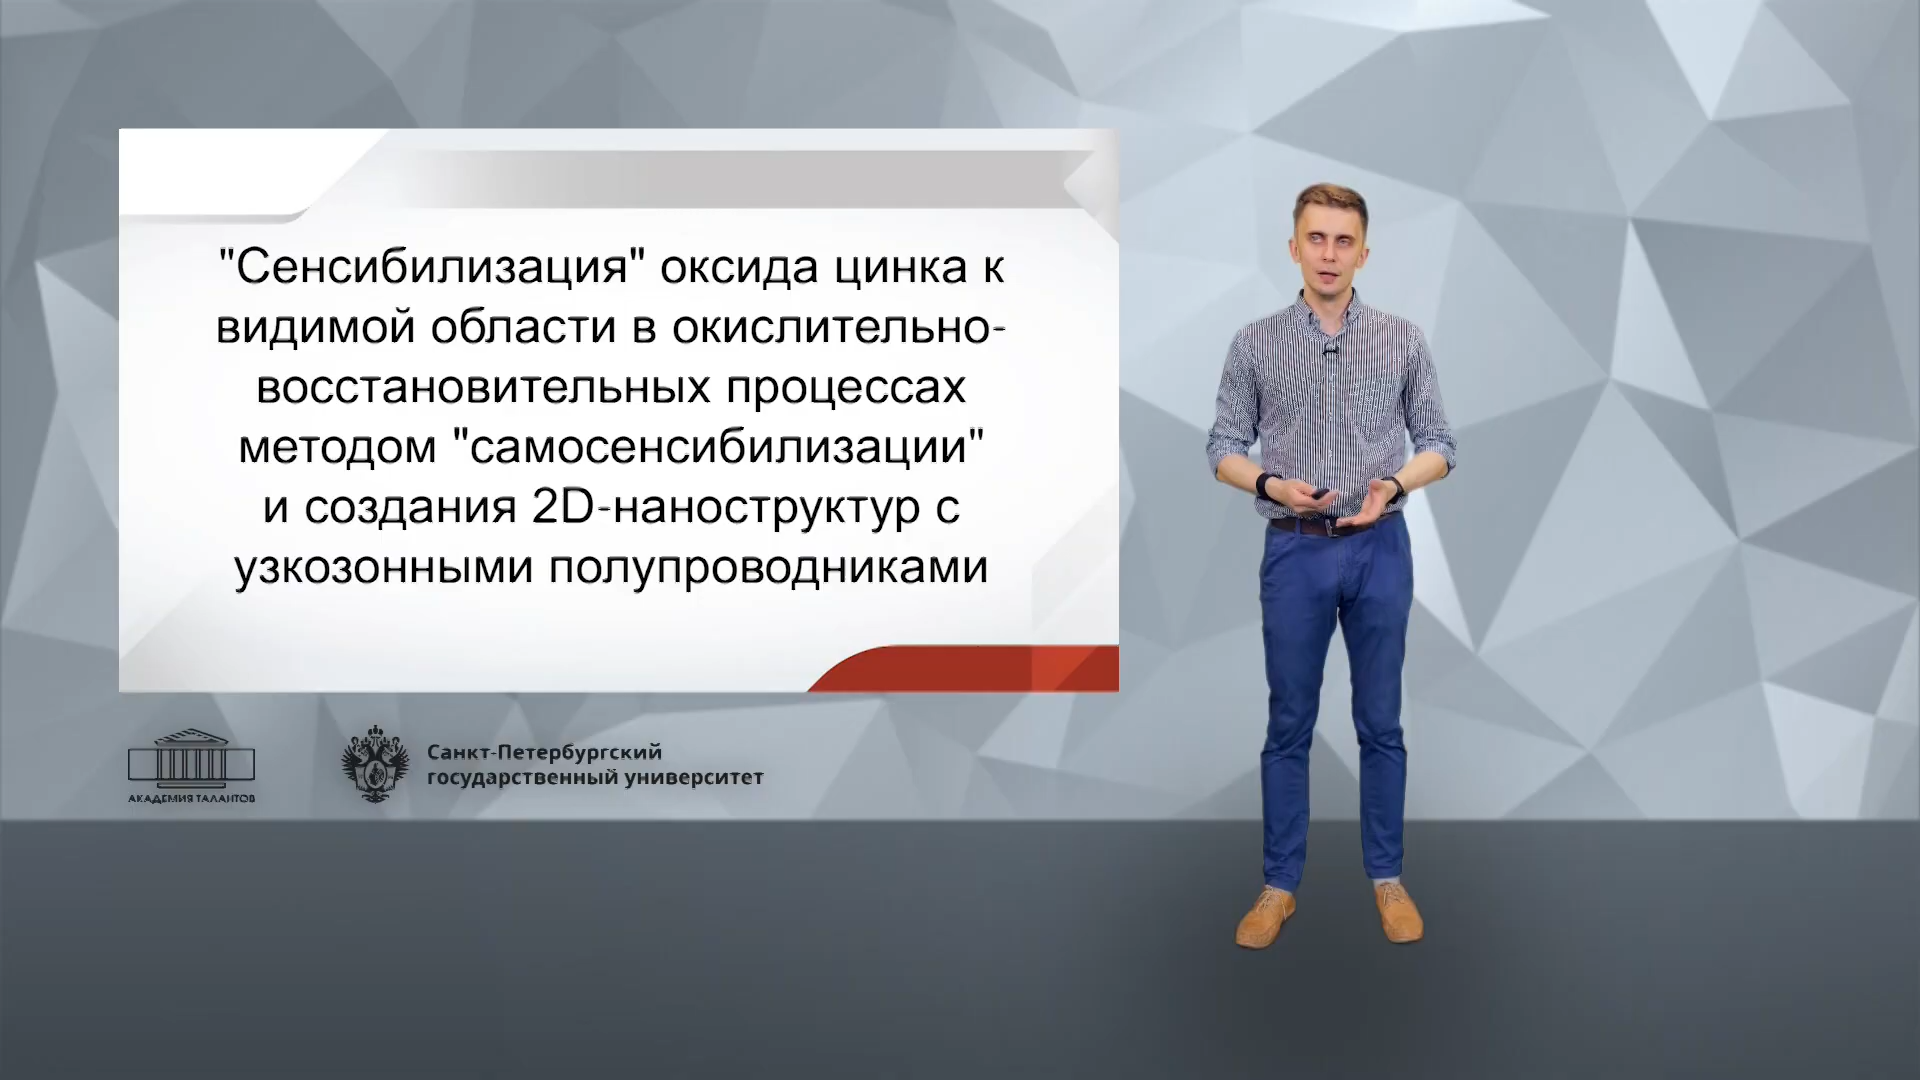 "Сенсибилизация" оксида цинка к
видимой области в окислительно-
восстановительных процессах
методом "самосенсибилизации"
и создания 2D-наноструктур с
узкозонными полупроводниками
АКАДЕМИЯ ТАЛАНТОВ
Санкт-Петербургский
государственный университет